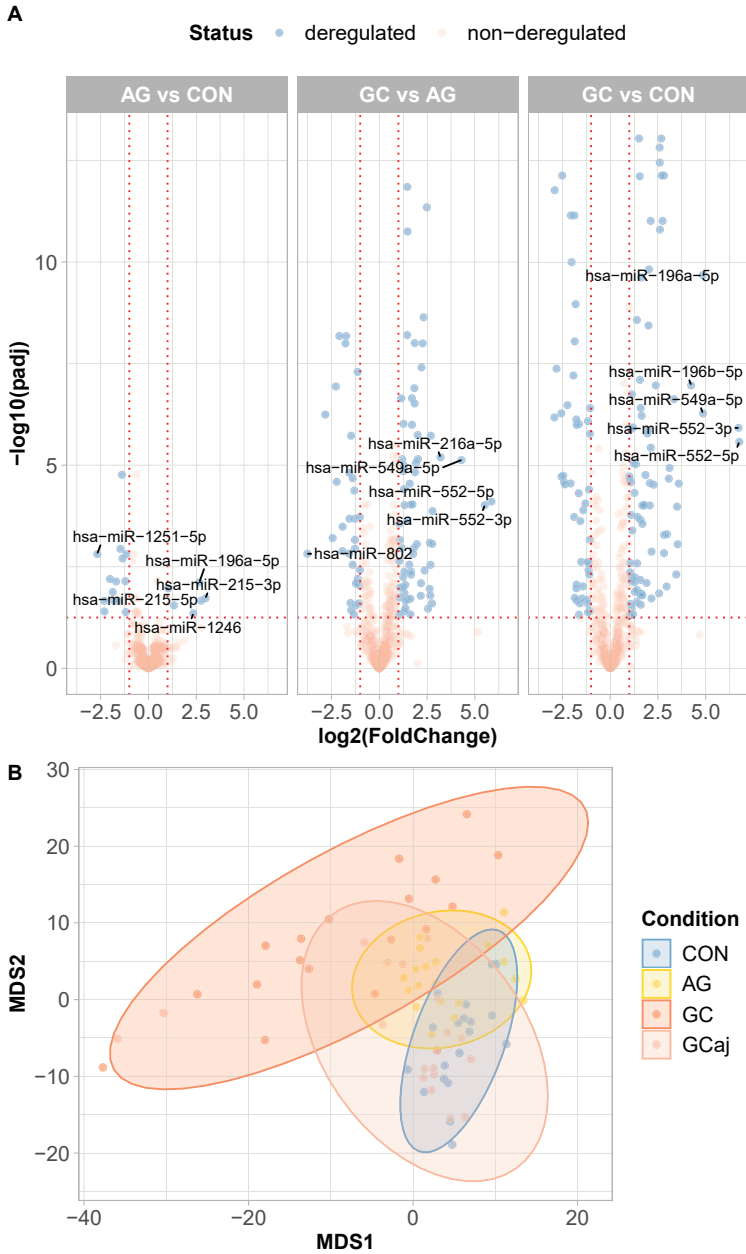 A
Status deregulated non−deregulated
AG vs CON GC vs AG GC vs CON
−log10(padj)
10
5
0
hsa−miR−1251−5p
hsa−miR−196a−5p
hsa−miR−215−3p
hsa−miR−215−5p
hsa−miR−1246
hsa−miR−216a−5p
hsa−miR−549a−5p
hsa−miR−552−5p
hsa−miR−552−3p
hsa−miR−802
hsa−miR−196a−5p
hsa−miR−196b−5p
hsa−miR−549a−5p
hsa−miR−552−3p
hsa−miR−552−5p
−2.5 0.0 2.5 5.0 −2.5 0.0 2.5 5.0 −2.5 0.0 2.5 5.0
log2(FoldChange)
B
MDS2
30
20
10
0
−10
−20
−40 −20 0 20
MDS1
Condition
CON
AG
GC
GCaj